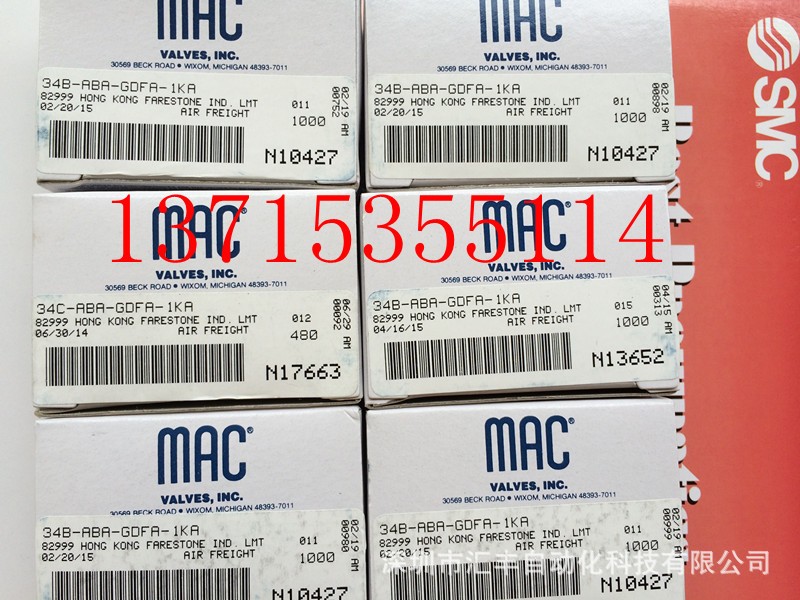 MAC®
VALVES, INC.
30569 BECK ROAD • WIXOM, MICHIGAN 48393-7011
34B-ABA-GDFA-1KA
82999 HONG KONG FARESTONE IND. LMT 011
02/20/15 AIR FREIGHT 1000
N10427
02/19 AM
00752
MAC®
VALVES, INC.
30569 BECK ROAD • WIXOM, MICHIGAN 48393-7011
34B-ABA-GDFA-1KA
82999 HONG KONG FARESTONE IND. LMT 011
02/20/15 AIR FREIGHT 1000
N10427
02/19 AM
00898
SMC
13715355114
MAC®
VALVES, INC.
30569 BECK ROAD • WIXOM, MICHIGAN 48393-7011
34C-ABA-GDFA-1KA
82999 HONG KONG FARESTONE IND. LMT 012
06/30/14 AIR FREIGHT 480
N17663
06/29 AM
00092
MAC®
VALVES, INC.
30569 BECK ROAD • WIXOM, MICHIGAN 48393-7011
34B-ABA-GDFA-1KA
82999 HONG KONG FARESTONE IND. LMT 015
04/16/15 AIR FREIGHT 1000
N13652
04/15 AM
00313
MAC®
VALVES, INC.
30569 BECK ROAD • WIXOM, MICHIGAN 48393-7011
34B-ABA-GDFA-1KA
82999 HONG KONG FARESTONE IND. LMT 011
02/20/15 AIR FREIGHT 1000
N10427
02/19 AM
00980
MAC®
VALVES, INC.
30569 BECK ROAD • WIXOM, MICHIGAN 48393-7011
34B-ABA-GDFA-1KA
82999 HONG KONG FARESTONE IND. LMT 011
02/20/15 AIR FREIGHT 1000
N10427
02/19 AM
00999
深圳市汇丰自动化科技有限公司